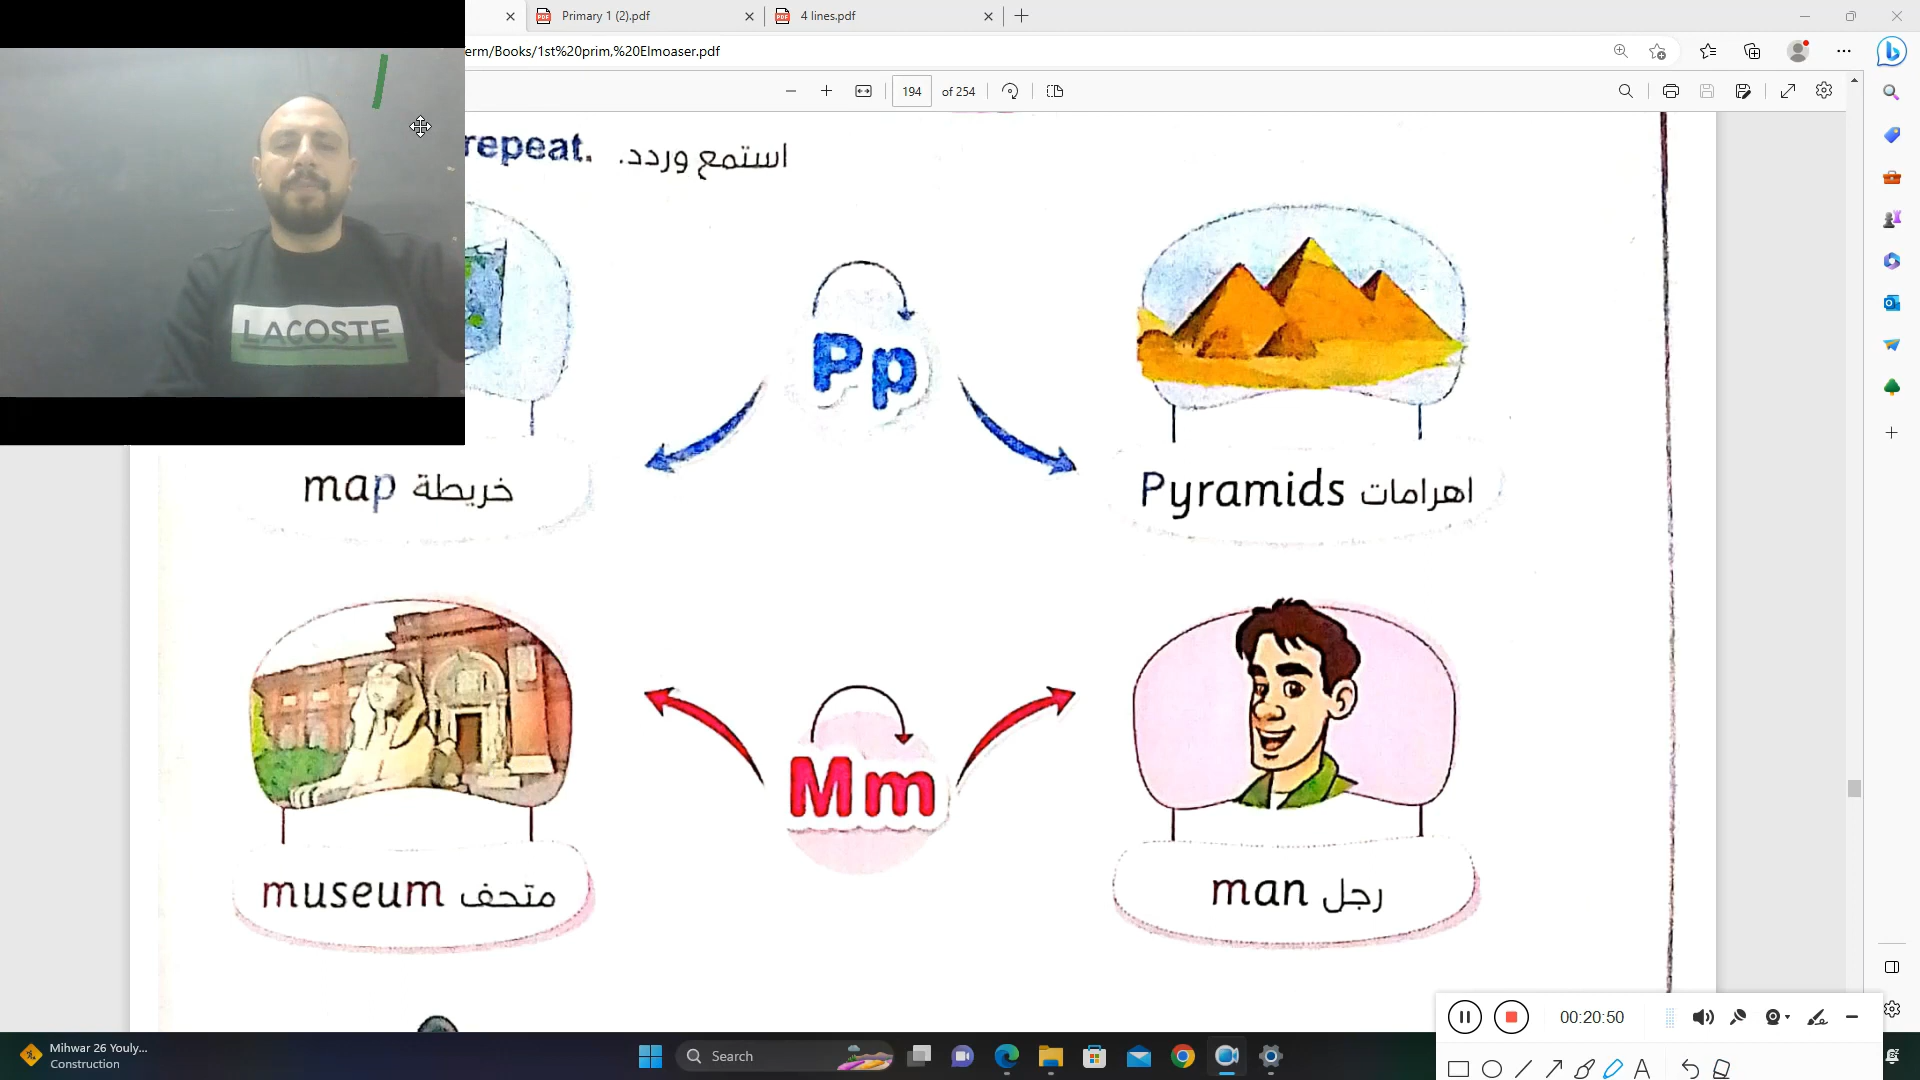 Primary 1 (2).pdf
4 lines.pdf
erm/Books/1st%20prim,%20Elmoaser.pdf
194 of 254
repeat. استمع وردد.
LACOSTE
Pp
map خريطة
Pyramids اهرامات
Mm
museum متحف
man رجل
00:20:50
Mihwar 26 Youly...
Construction
Search